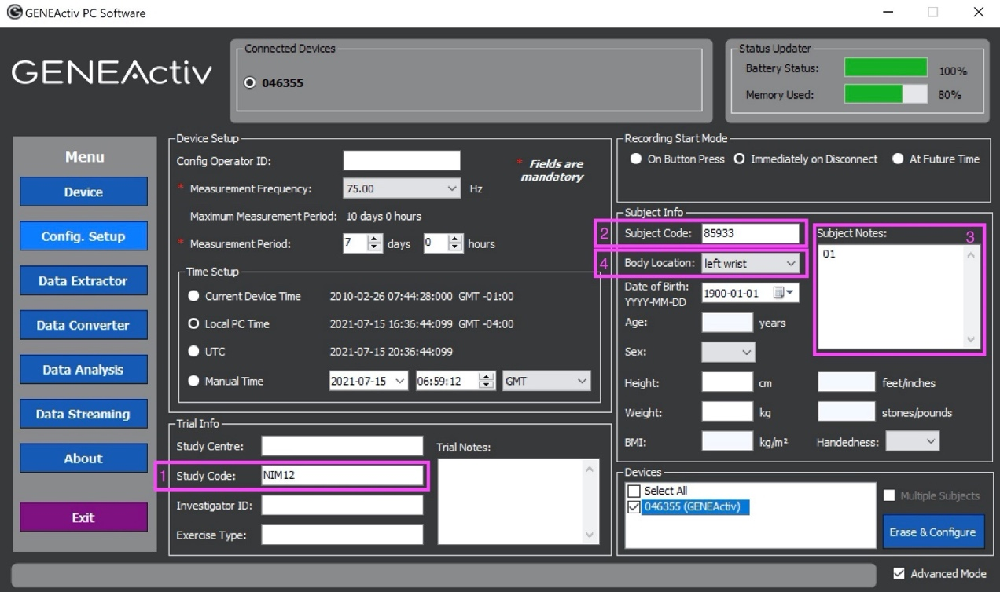 GENEActiv PC Software
GENEActiv
Connected Devices
046355
Status Updater
Battery Status: 100%
Memory Used: 80%
Menu
Device
Config. Setup
Data Extractor
Data Converter
Data Analysis
Data Streaming
About
Exit
Device Setup
Config Operator ID:
* Fields are
mandatory
* Measurement Frequency: 75.00 Hz
Maximum Measurement Period: 10 days 0 hours
* Measurement Period: 7 days 0 hours
Time Setup
Current Device Time 2010-02-26 07:44:28:000 GMT -01:00
Local PC Time 2021-07-15 16:36:44:099 GMT -04:00
UTC 2021-07-15 20:36:44:099
Manual Time 2021-07-15 06:59:12 GMT
Trial Info
Study Centre:
1 Study Code: NIM12
Investigator ID:
Exercise Type:
Trial Notes:
Recording Start Mode
On Button Press Immediately on Disconnect At Future Time
Subject Info
2 Subject Code: 85933
4 Body Location: left wrist
Date of Birth: 1900-01-01
YYYY-MM-DD
Age: years
Sex:
Subject Notes: 3
01
Height: cm feet/inches
Weight: kg stones/pounds
BMI: kg/m² Handedness:
Devices
Select All
046355 (GENEActiv)
Multiple Subjects
Erase & Configure
Advanced Mode